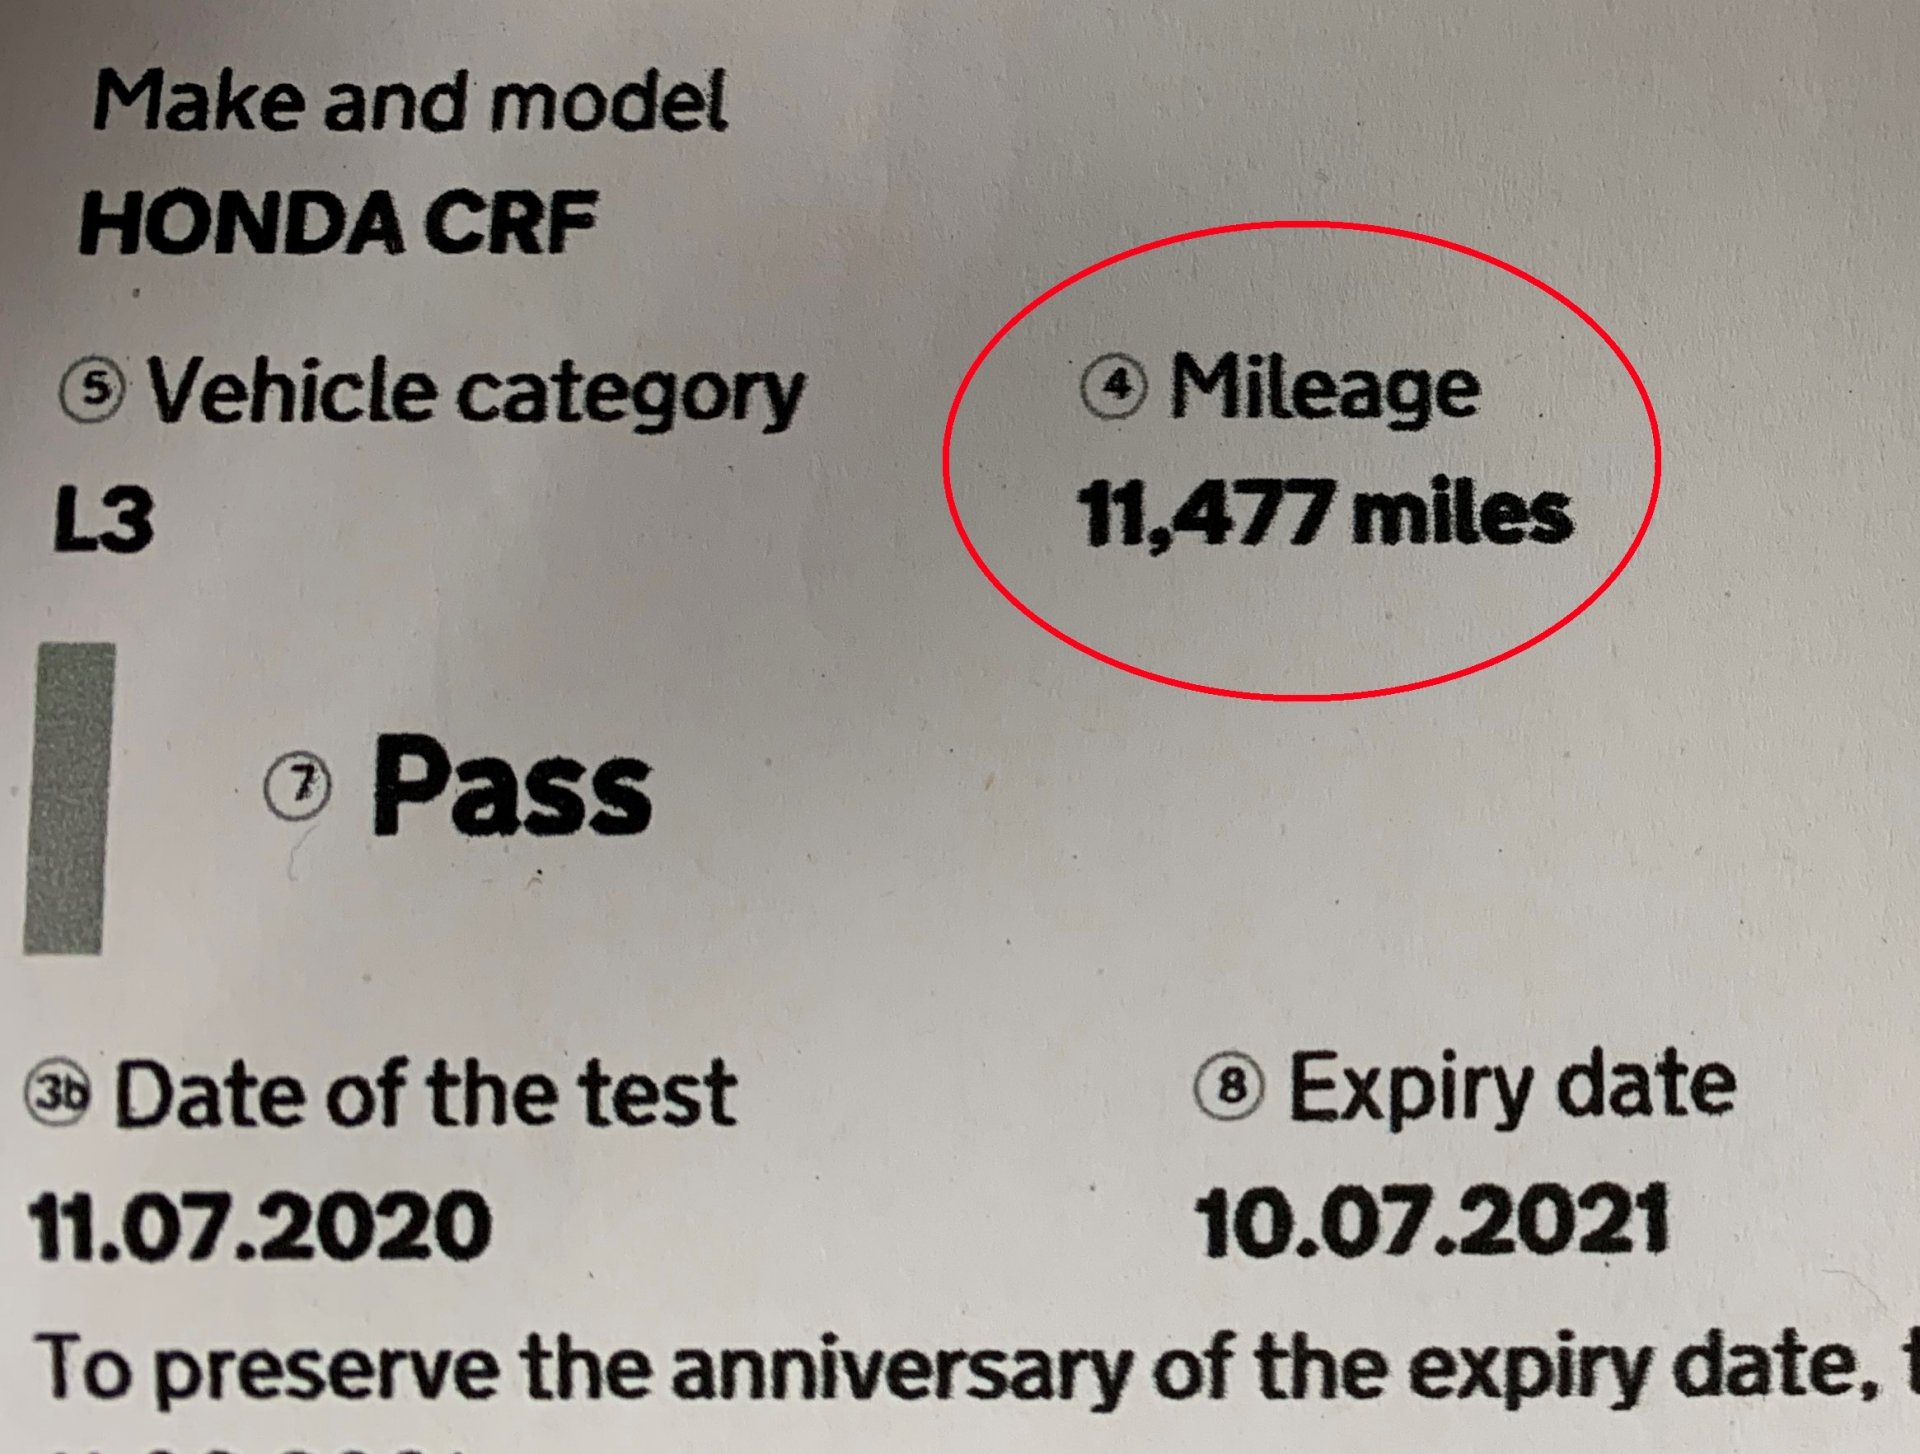 Make and model
HONDA CRF
5 Vehicle category
L3
4 Mileage
11,477 miles
7 Pass
3b Date of the test
11.07.2020
8 Expiry date
10.07.2021
To preserve the anniversary of the expiry date,